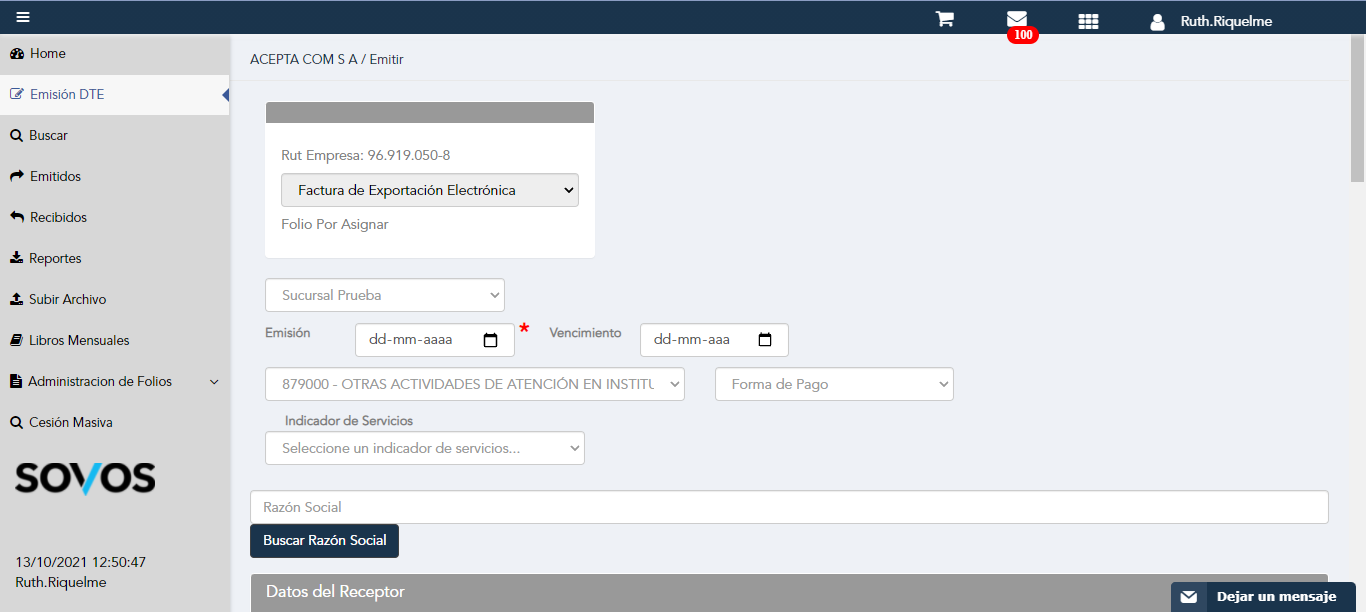 Ruth.Riquelme
100
Home
ACEPTA COM S A / Emitir
Emisión DTE
Buscar
Emitidos
Recibidos
Reportes
Subir Archivo
Libros Mensuales
Administracion de Folios
Cesión Masiva
SOVOS
13/10/2021 12:50:47
Ruth.Riquelme
Rut Empresa: 96.919.050-8
Factura de Exportación Electrónica
Folio Por Asignar
Sucursal Prueba
Emisión dd-mm-aaaa * Vencimiento dd-mm-aaa
879000 - OTRAS ACTIVIDADES DE ATENCIÓN EN INSTITU Forma de Pago
Indicador de Servicios
Seleccione un indicador de servicios...
Razón Social
Buscar Razón Social
Datos del Receptor
Dejar un mensaje